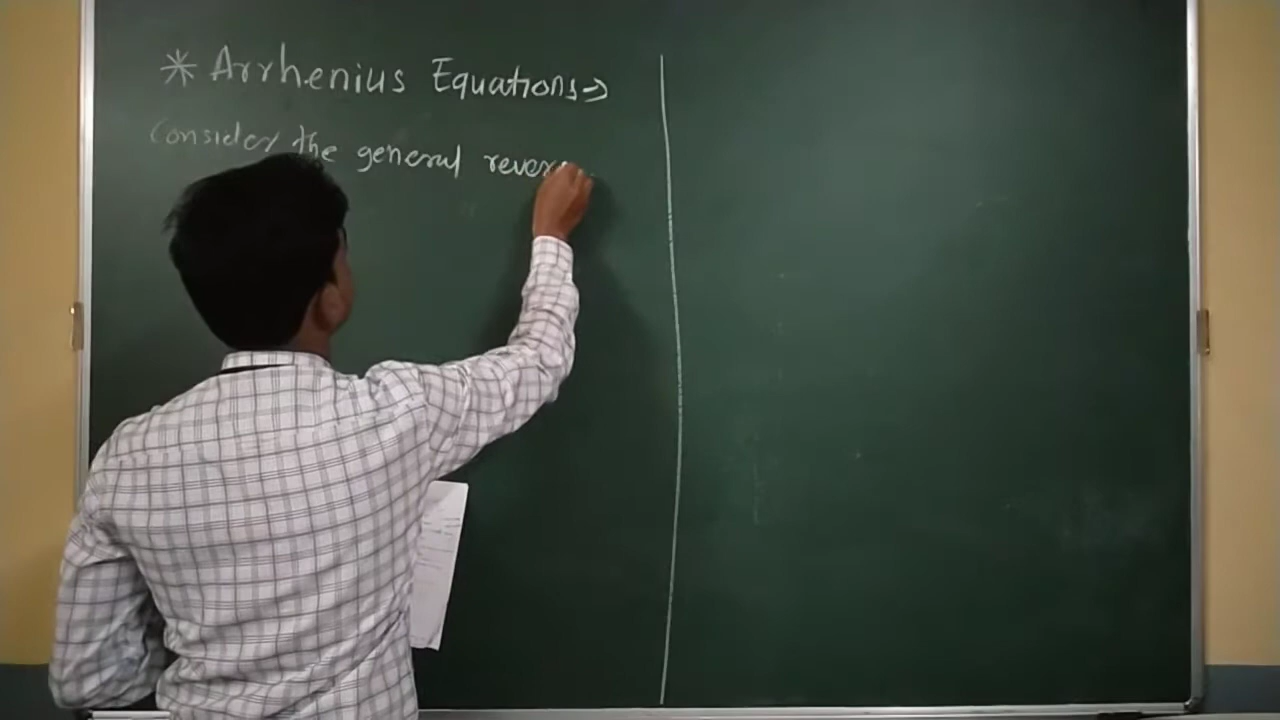 * Arrhenius Equations→
Consider the general revers